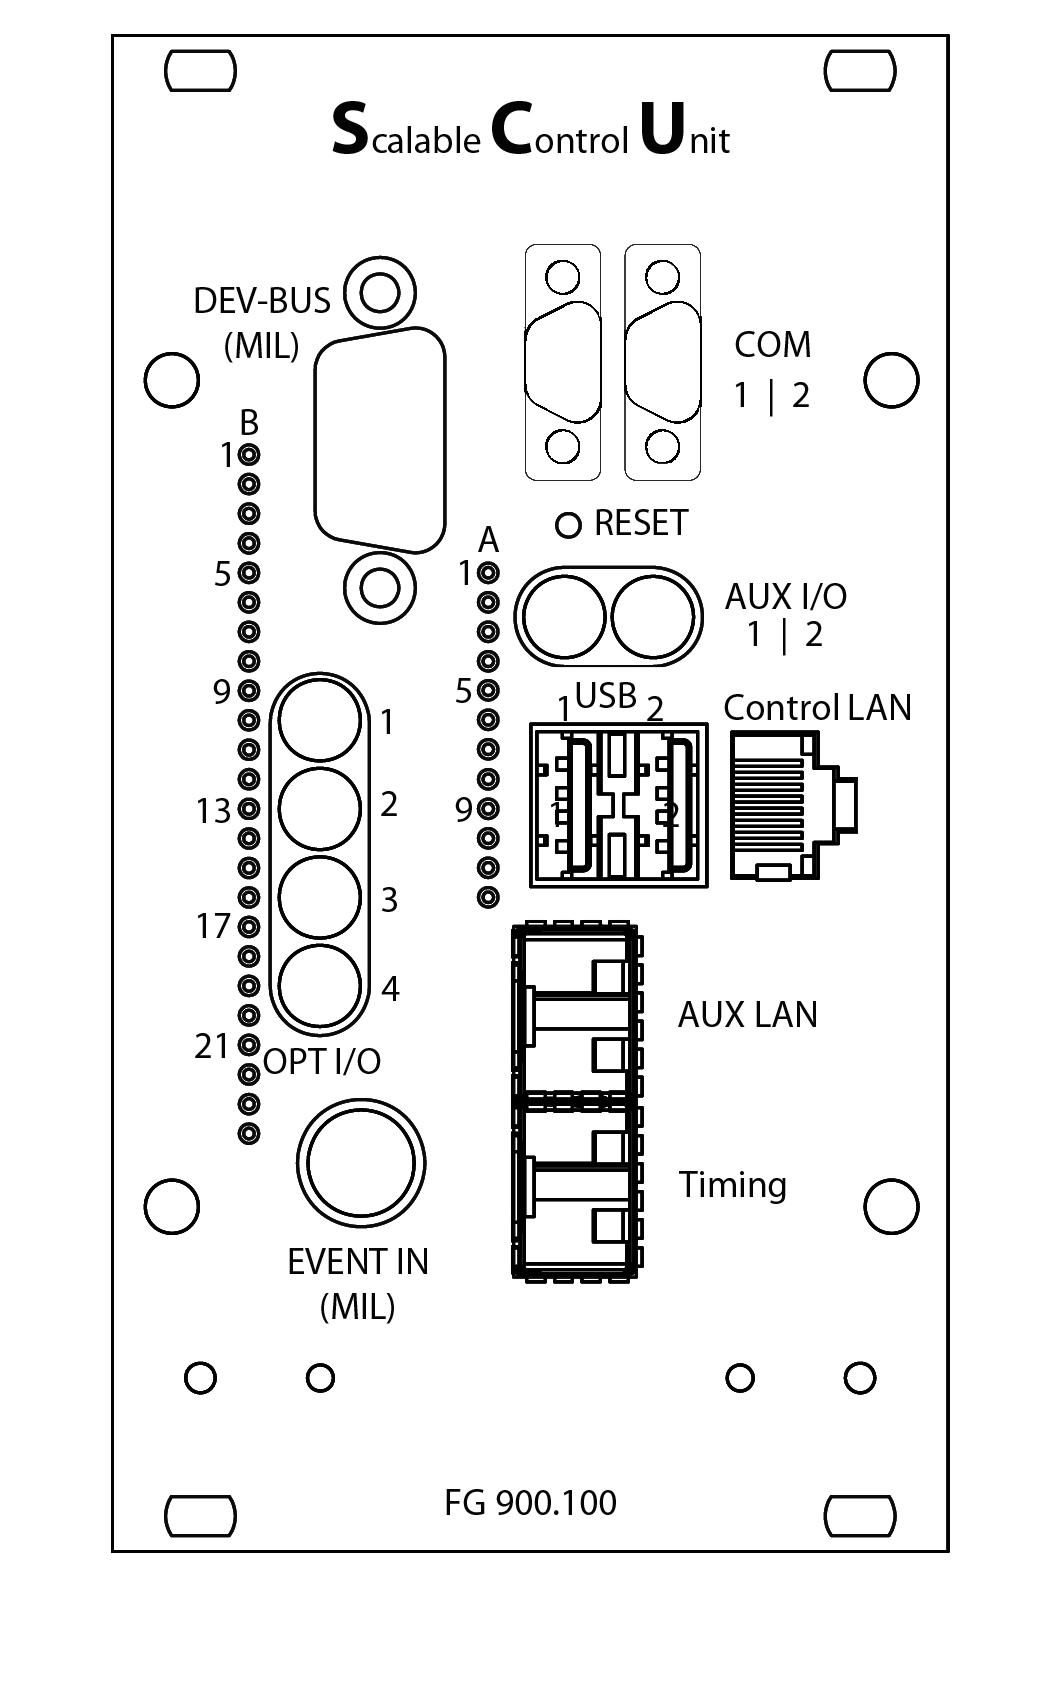 Scalable Control Unit
DEV-BUS
(MIL)
COM
1 | 2
B
1
5
9
13
17
21
RESET
A
1
5
9
AUX I/O
1 | 2
USB
1 2
1 2
Control LAN
1
2
3
4
OPT I/O
AUX LAN
Timing
EVENT IN
(MIL)
FG 900.100